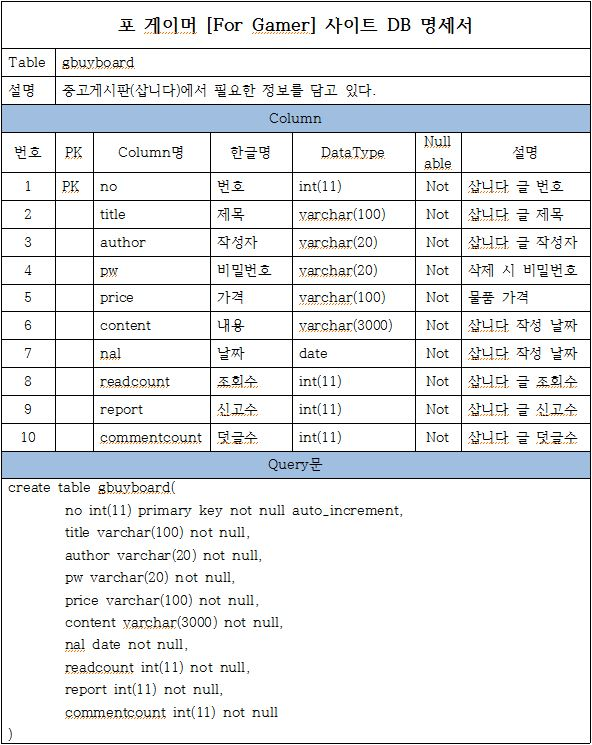 포 게이머 [For Gamer] 사이트 DB 명세서
Table gbuyboard
설명 중고게시판(삽니다)에서 필요한 정보를 담고 있다.
Column
번호 PK Column명 한글명 DataType Null able 설명
1 PK no 번호 int(11) Not 삽니다 글 번호
2 title 제목 varchar(100) Not 삽니다 글 제목
3 author 작성자 varchar(20) Not 삽니다 글 작성자
4 pw 비밀번호 varchar(20) Not 삭제 시 비밀번호
5 price 가격 varchar(100) Not 물품 가격
6 content 내용 varchar(3000) Not 삽니다 작성 날짜
7 nal 날짜 date Not 삽니다 작성 날짜
8 readcount 조회수 int(11) Not 삽니다 글 조회수
9 report 신고수 int(11) Not 삽니다 글 신고수
10 commentcount 덧글수 int(11) Not 삽니다 글 덧글수
Query문
create table gbuyboard(
no int(11) primary key not null auto_increment,
title varchar(100) not null,
author varchar(20) not null,
pw varchar(20) not null,
price varchar(100) not null,
content varchar(3000) not null,
nal date not null,
readcount int(11) not null,
report int(11) not null,
commentcount int(11) not null
)